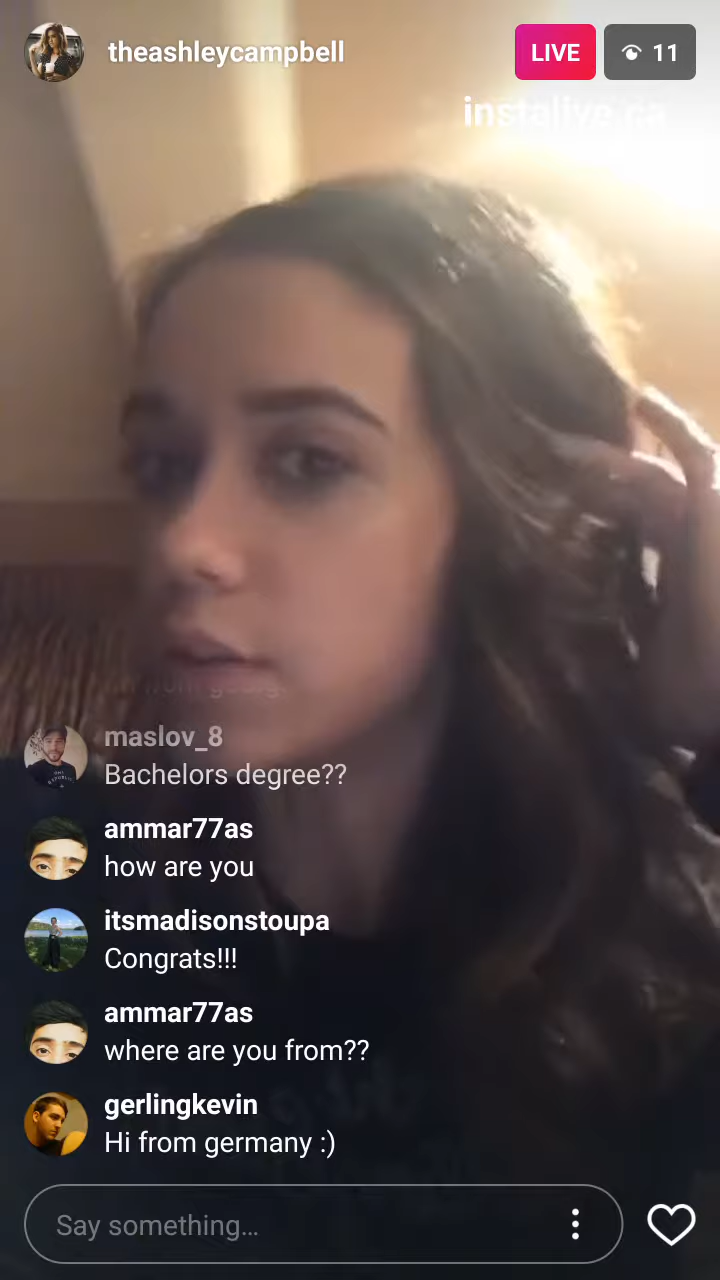 theashleycampbell
LIVE
11
instalive.ca
maslov_8
Bachelors degree??
ammar77as
how are you
itsmadisonstoupa
Congrats!!!
ammar77as
where are you from??
gerlingkevin
Hi from germany :)
Say something...